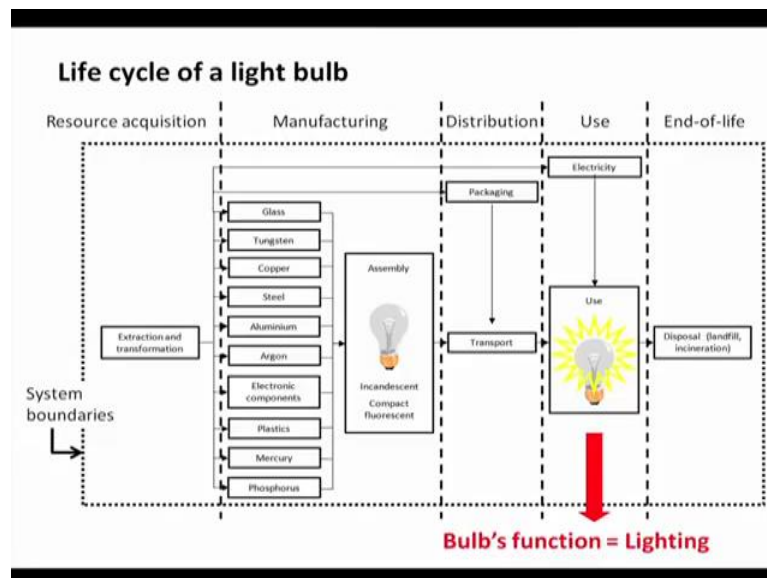 Life cycle of a light bulb
Resource acquisition
Manufacturing
Distribution
Use
End-of-life
Electricity
Packaging
Glass
Tungsten
Copper
Steel
Aluminium
Argon
Electronic
components
Plastics
Mercury
Phosphorus
Extraction and
transformation
Assembly
Incandescent
Compact
fluorescent
Transport
Use
Disposal (landfill,
incineration)
System
boundaries
Bulb's function = Lighting